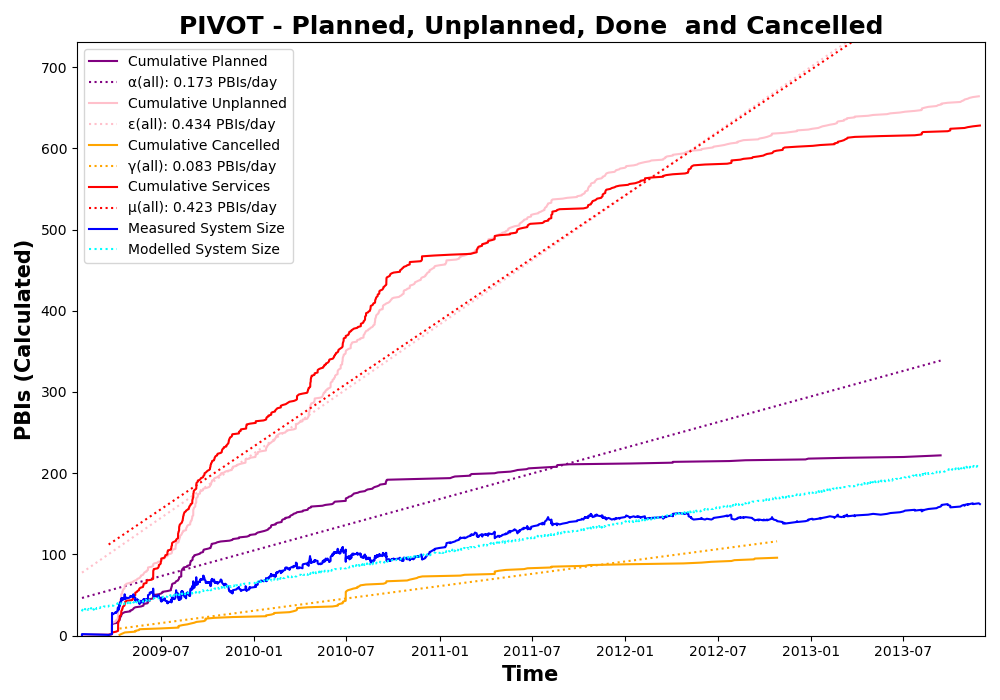 PIVOT - Planned, Unplanned, Done  and Cancelled
PBIs (Calculated)
700
600
500
400
300
200
100
0
Cumulative Planned
α(all): 0.173 PBIs/day
Cumulative Unplanned
ε(all): 0.434 PBIs/day
Cumulative Cancelled
γ(all): 0.083 PBIs/day
Cumulative Services
μ(all): 0.423 PBIs/day
Measured System Size
Modelled System Size
2009-07 2010-01 2010-07 2011-01 2011-07 2012-01 2012-07 2013-01 2013-07
Time